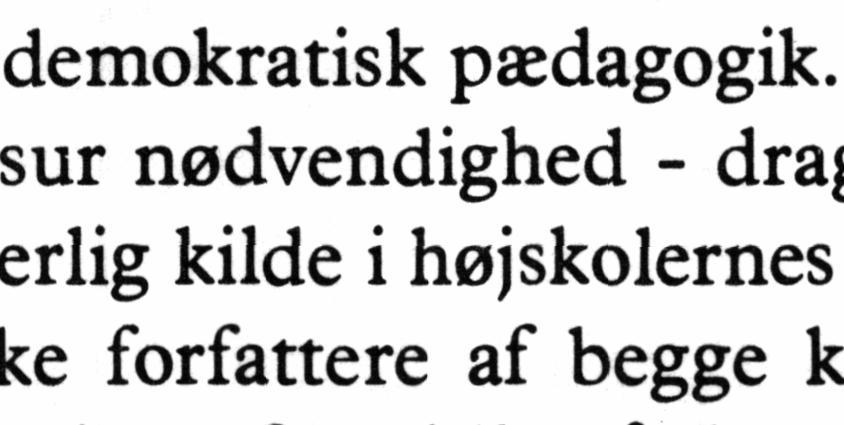 demokratisk pædagogik.
sur nødvendighed - drag
erlig kilde i højskolernes
ke forfattere af begge k